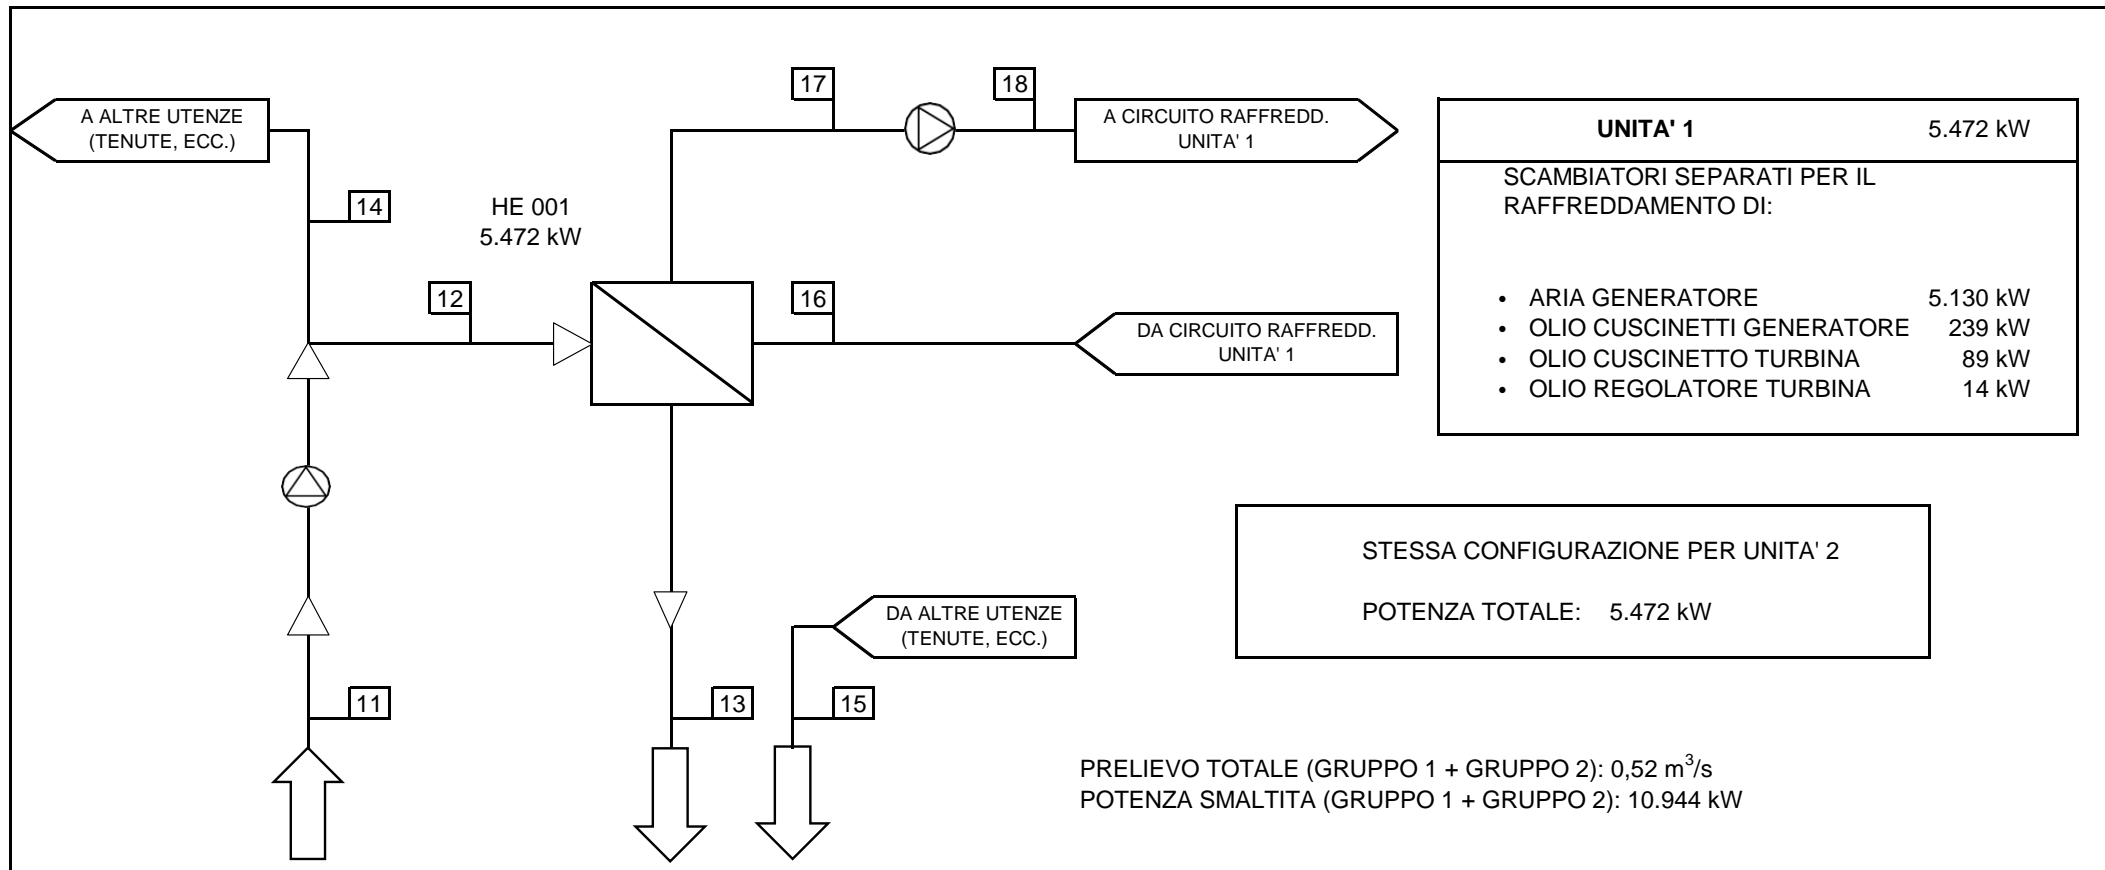 17
18
A ALTRE UTENZE
(TENUTE, ECC.)
A CIRCUITO RAFFREDD.
UNITA' 1
UNITA' 1 5.472 kW
SCAMBIATORI SEPARATI PER IL
RAFFREDDAMENTO DI:
14
HE 001
5.472 kW
12
16
• ARIA GENERATORE 5.130 kW
• OLIO CUSCINETTI GENERATORE 239 kW
• OLIO CUSCINETTO TURBINA 89 kW
• OLIO REGOLATORE TURBINA 14 kW
DA CIRCUITO RAFFREDD.
UNITA' 1
STESSA CONFIGURAZIONE PER UNITA' 2
POTENZA TOTALE: 5.472 kW
DA ALTRE UTENZE
(TENUTE, ECC.)
11
13
15
PRELIEVO TOTALE (GRUPPO 1 + GRUPPO 2): 0,52 m³/s
POTENZA SMALTITA (GRUPPO 1 + GRUPPO 2): 10.944 kW